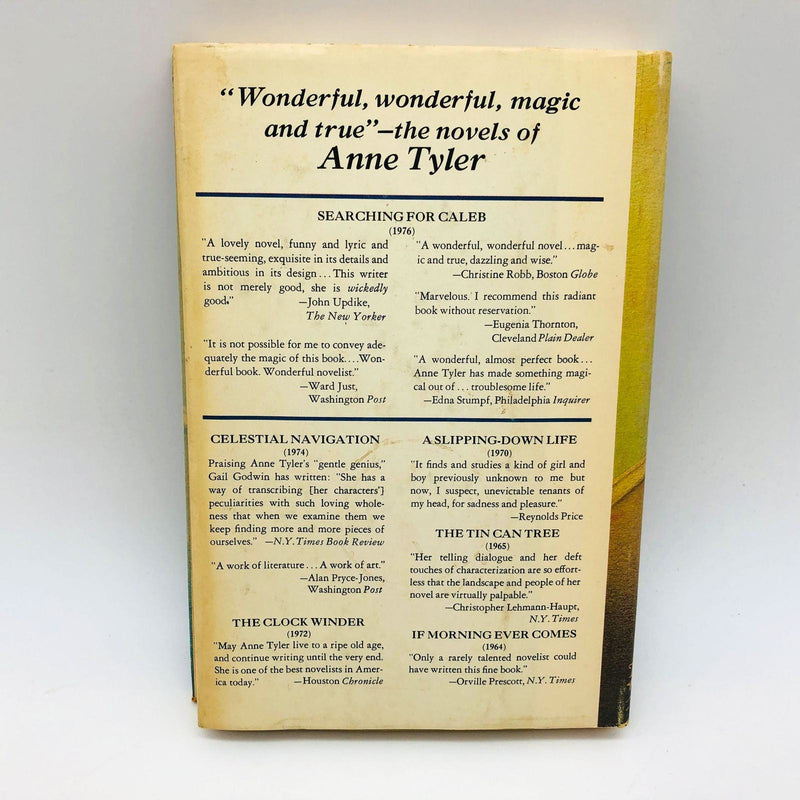 "Wonderful, wonderful, magic
and true"—the novels of
Anne Tyler
SEARCHING FOR CALEB
(1976)
"A lovely novel, funny and lyric and
true-seeming, exquisite in its details and
ambitious in its design...This writer
is not merely good, she is wickedly
good."
—John Updike,
The New Yorker
"It is not possible for me to convey ade-
quately the magic of this book....Won-
derful book. Wonderful novelist."
—Ward Just,
Washington Post
"A wonderful, wonderful novel...mag-
ic and true, dazzling and wise."
—Christine Robb, Boston Globe
"Marvelous. I recommend this radiant
book without reservation."
—Eugenia Thornton,
Cleveland Plain Dealer
"A wonderful, almost perfect book...
Anne Tyler has made something magi-
cal out of...troublesome life."
—Edna Stumpf, Philadelphia Inquirer
CELESTIAL NAVIGATION
(1974)
Praising Anne Tyler's "gentle genius,"
Gail Godwin has written: "She has a
way of transcribing [her characters']
peculiarities with such loving whole-
ness that when we examine them we
keep finding more and more pieces of
ourselves." —N.Y. Times Book Review
"A work of literature...A work of art."
—Alan Pryce-Jones,
Washington Post
THE CLOCK WINDER
(1972)
"May Anne Tyler live to a ripe old age,
and continue writing until the very end.
She is one of the best novelists in Amer-
ica today." —Houston Chronicle
A SLIPPING-DOWN LIFE
(1970)
"It finds and studies a kind of girl and
boy previously unknown to me but
now, I suspect, unevictable tenants of
my head, for sadness and pleasure."
—Reynolds Price
THE TIN CAN TREE
(1965)
"Her telling dialogue and her deft
touches of characterization are so effort-
less that the landscape and people of her
novel are virtually palpable."
—Christopher Lehmann-Haupt,
N.Y. Times
IF MORNING EVER COMES
(1964)
"Only a rarely talented novelist could
have written this fine book."
—Orville Prescott, N.Y. Times